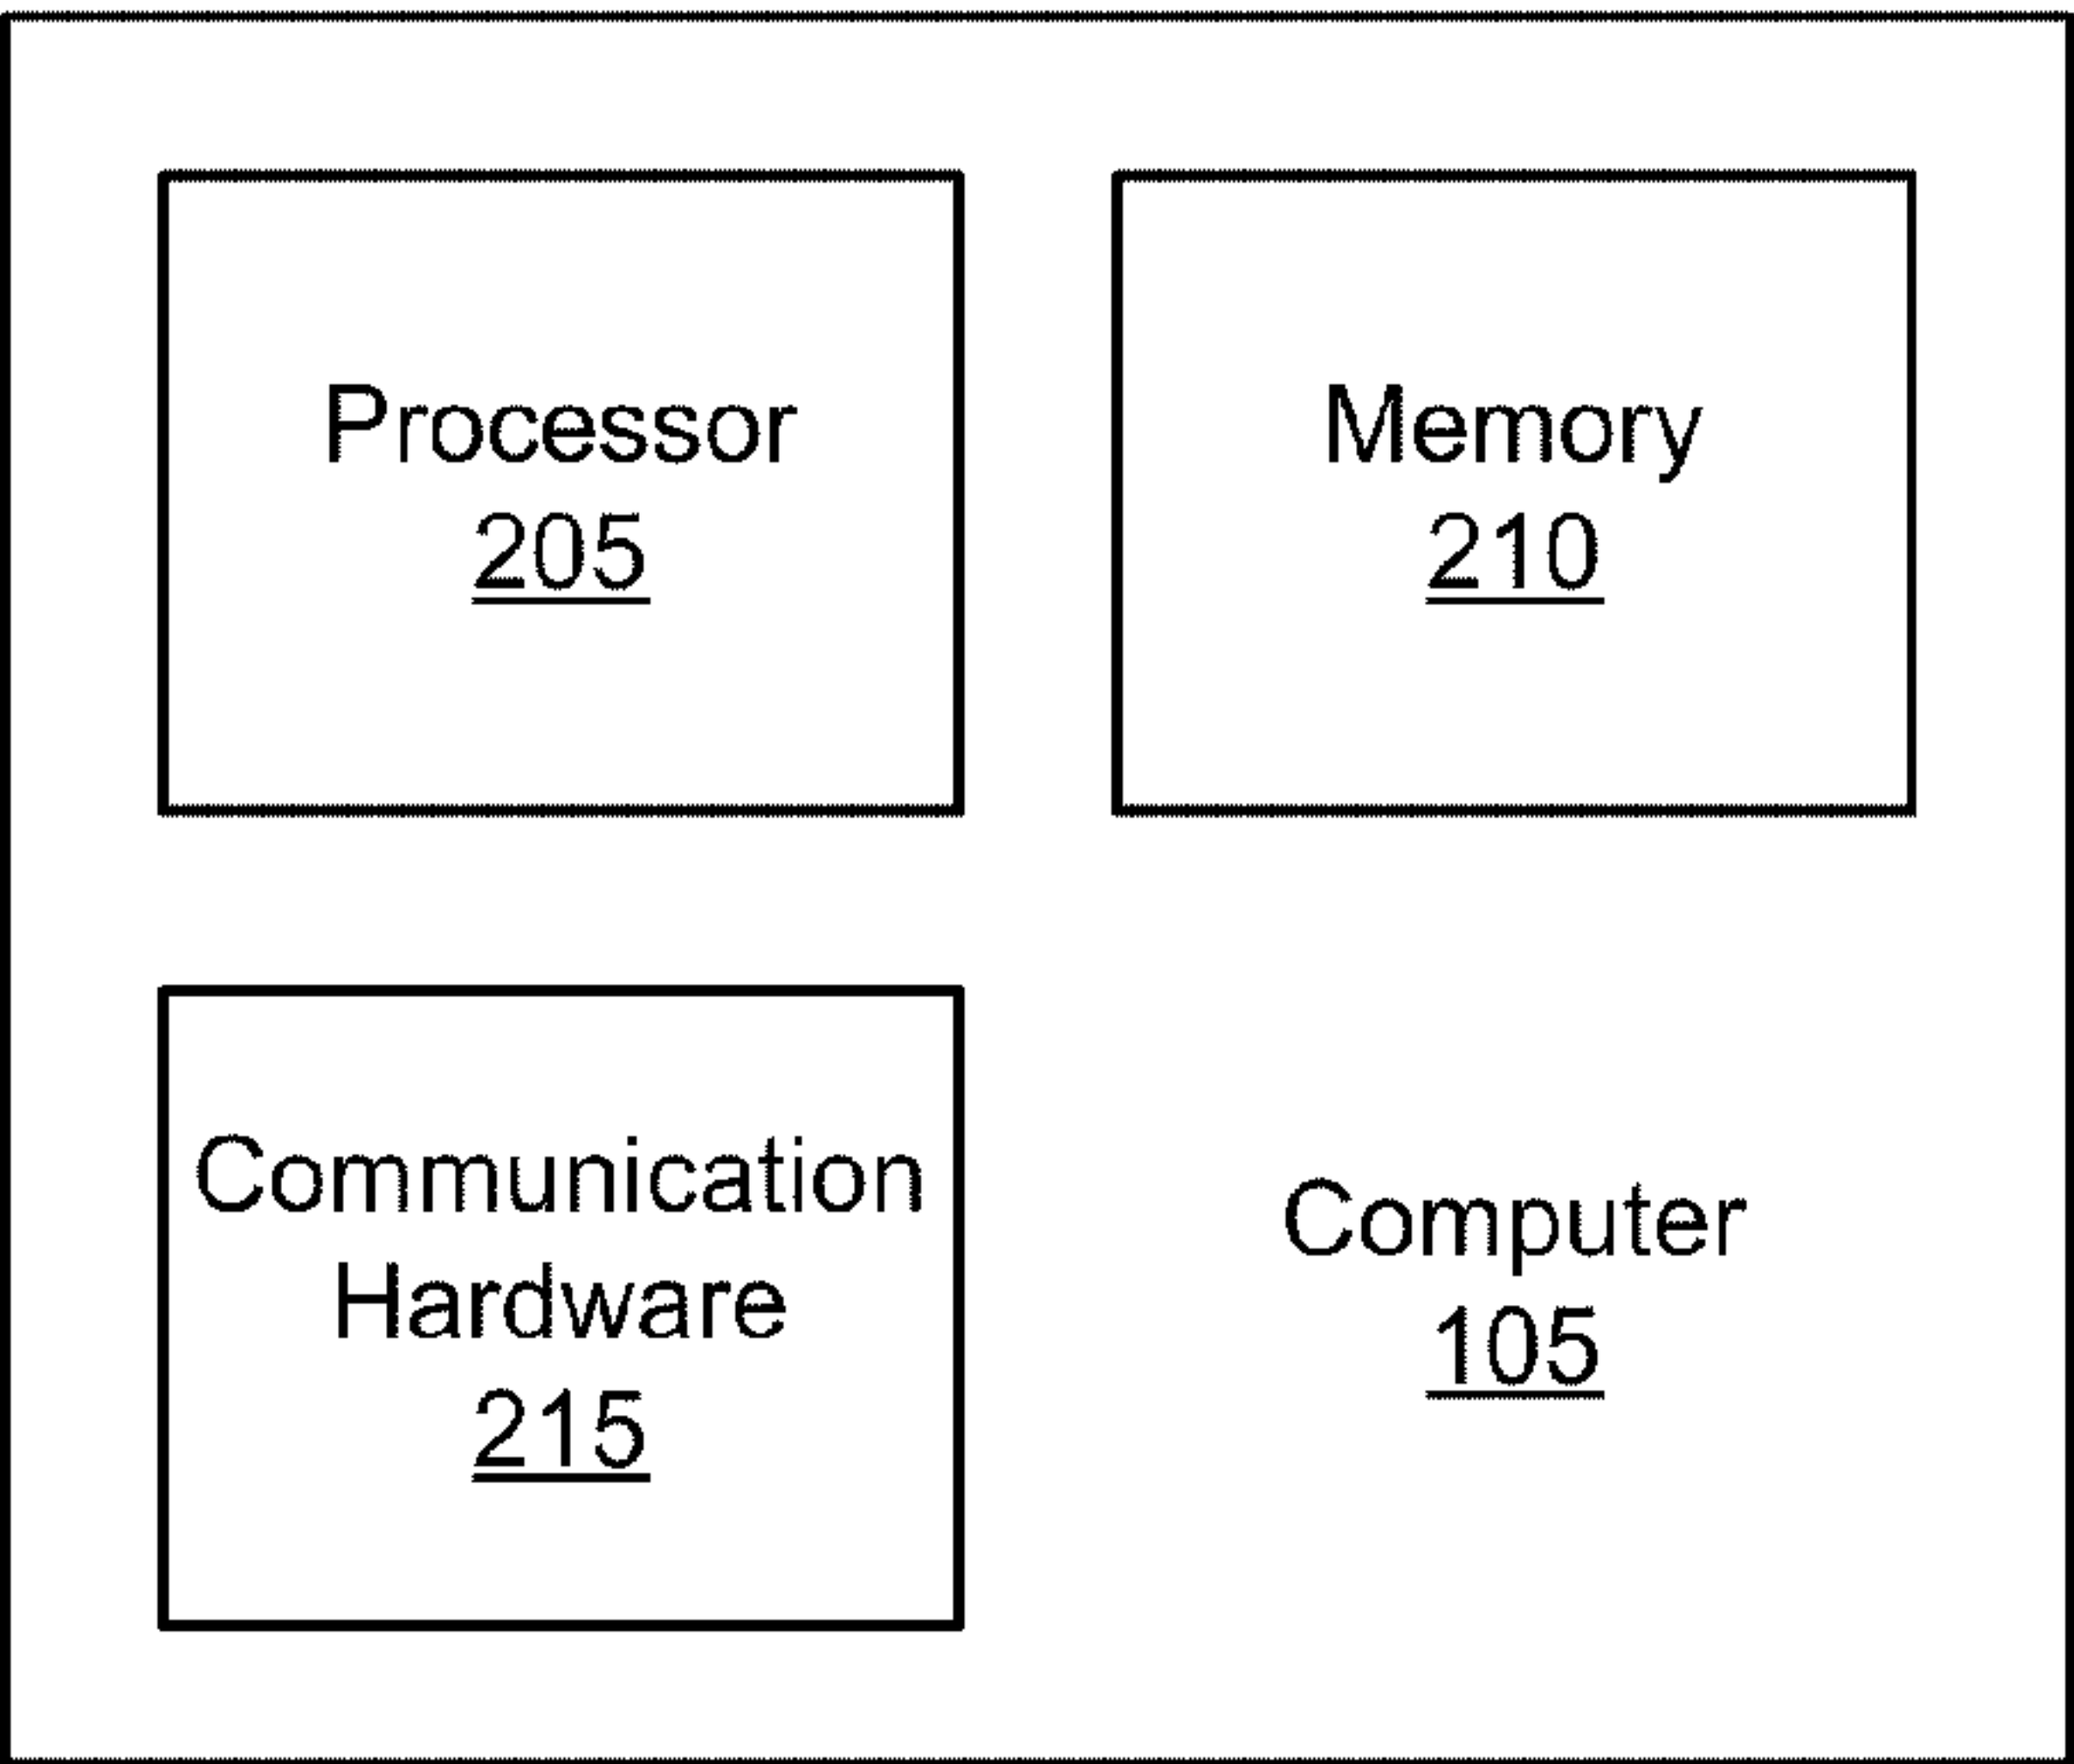 Processor
205
Memory
210
Communication
Hardware
215
Computer
105